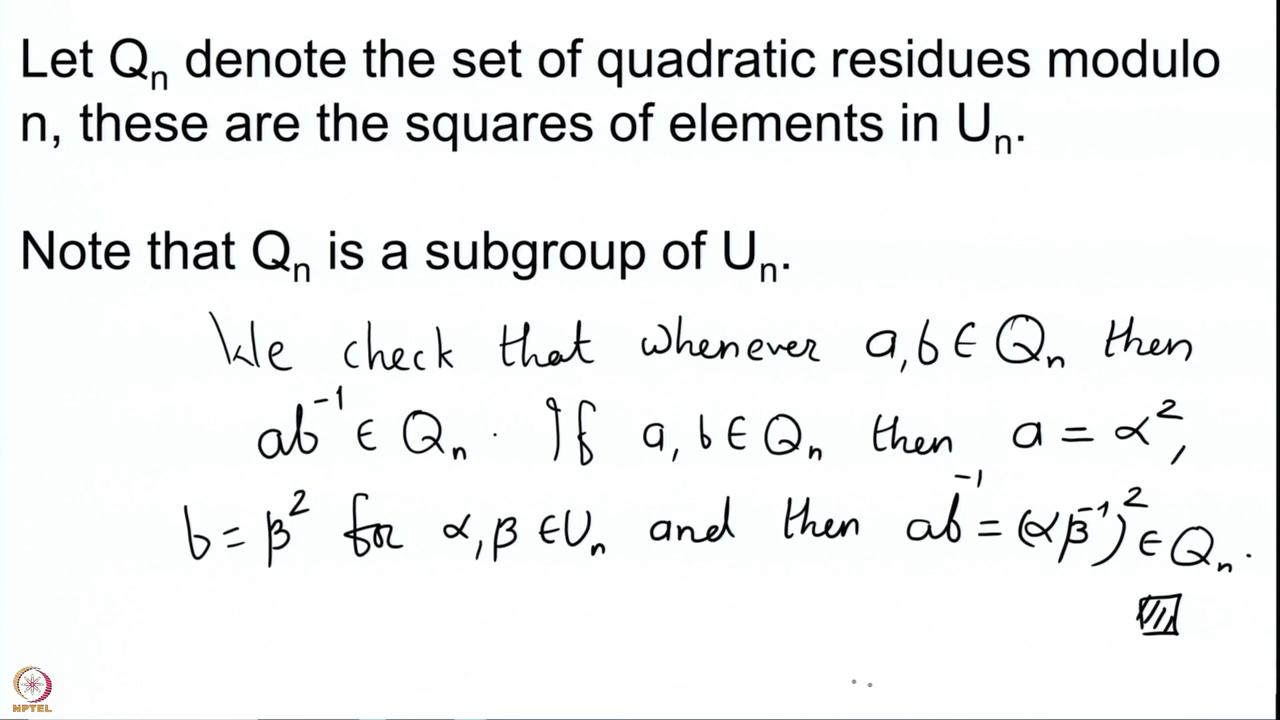 Let Qₙ denote the set of quadratic residues modulo
n, these are the squares of elements in Uₙ.
Note that Qₙ is a subgroup of Uₙ.
We check that whenever a, b ∈ Qₙ then
ab⁻¹ ∈ Qₙ. If a, b ∈ Qₙ then a = α²,
b = β² for α, β ∈ Uₙ and then ab⁻¹ = (αβ⁻¹)² ∈ Qₙ.
NPTEL